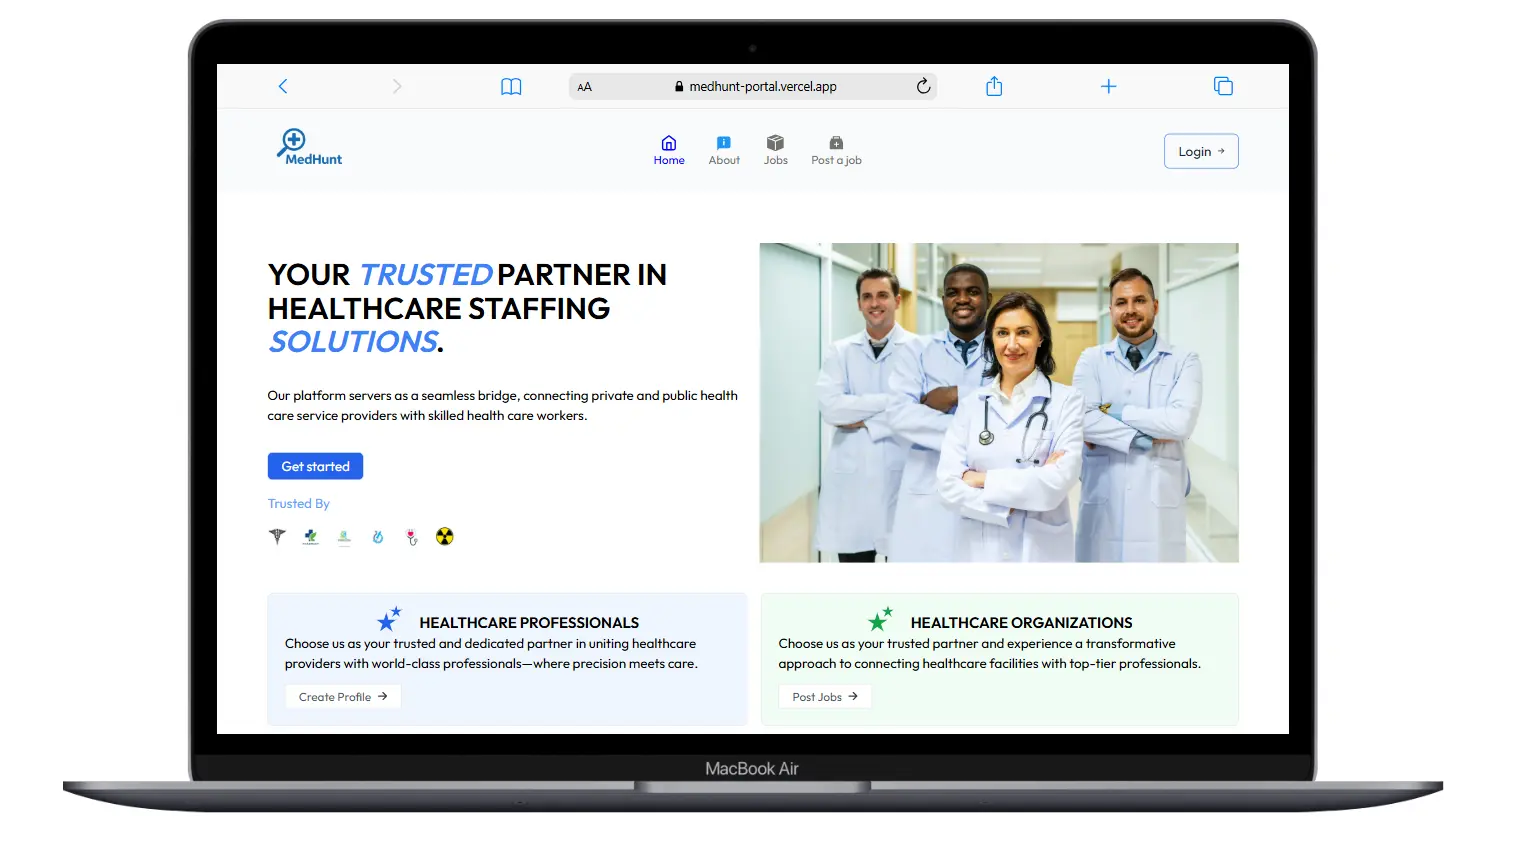 AA medhunt-portal.vercel.app
MedHunt
Home About Jobs Post a job
Login →
YOUR TRUSTED PARTNER IN
HEALTHCARE STAFFING
SOLUTIONS.
Our platform servers as a seamless bridge, connecting private and public health
care service providers with skilled health care workers.
Get started
Trusted By
HEALTHCARE PROFESSIONALS
Choose us as your trusted and dedicated partner in uniting healthcare
providers with world-class professionals—where precision meets care.
Create Profile →
HEALTHCARE ORGANIZATIONS
Choose us as your trusted partner and experience a transformative
approach to connecting healthcare facilities with top-tier professionals.
Post Jobs →
MacBook Air